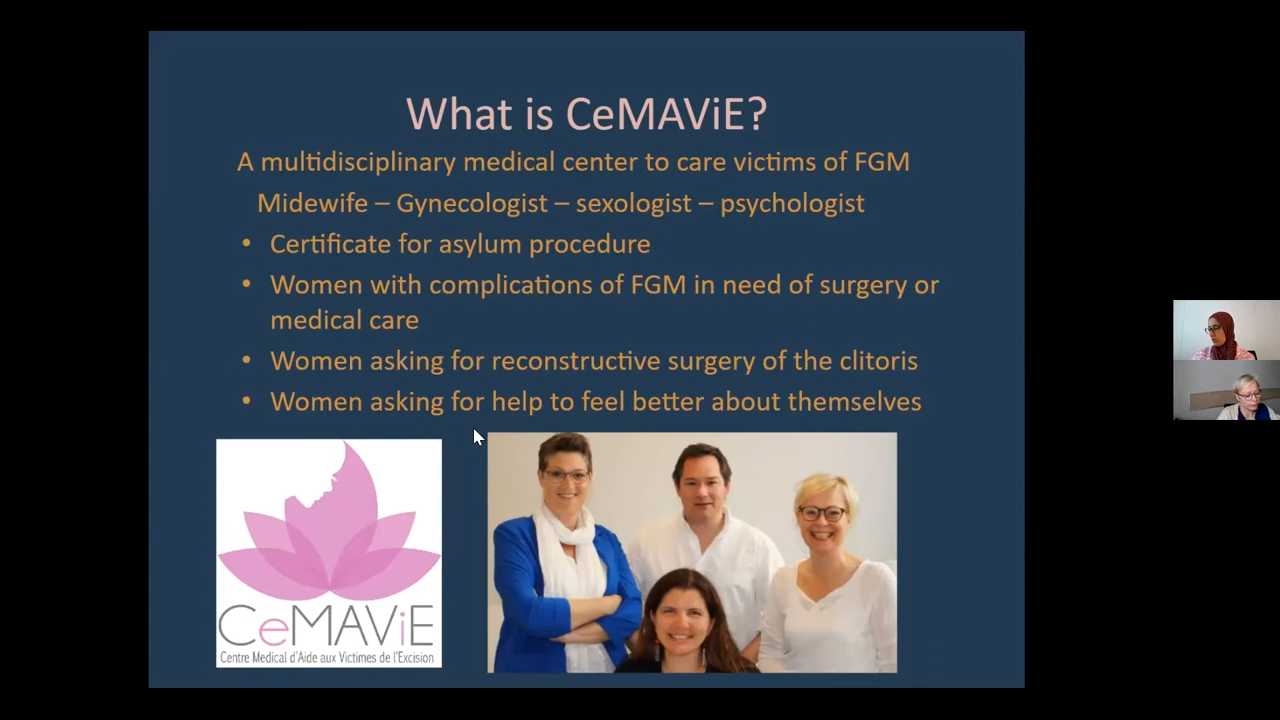 What is CeMAViE?
A multidisciplinary medical center to care victims of FGM
Midewife – Gynecologist – sexologist – psychologist
• Certificate for asylum procedure
• Women with complications of FGM in need of surgery or
medical care
• Women asking for reconstructive surgery of the clitoris
• Women asking for help to feel better about themselves
CeMAViE
Centre Medical d'Aide aux Victimes de l'Excision